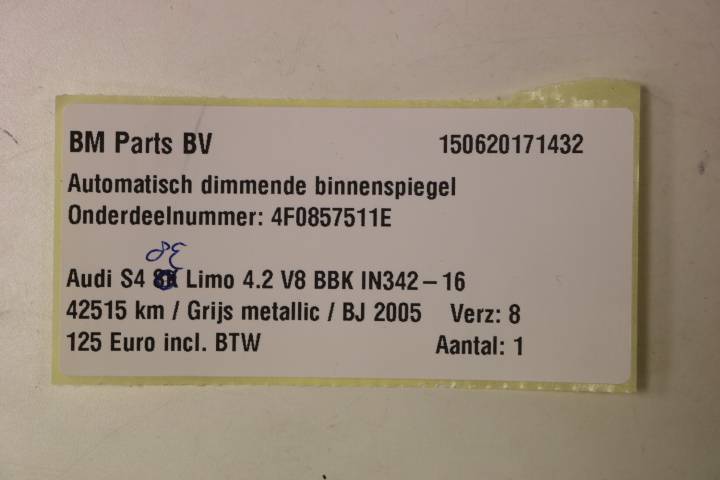 BM Parts BV 150620171432
Automatisch dimmende binnenspiegel
Onderdeelnummer: 4F0857511E
8E
Audi S4 8K Limo 4.2 V8 BBK IN342-16
42515 km / Grijs metallic / BJ 2005 Verz: 8
125 Euro incl. BTW Aantal: 1